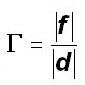 Γ = |f| / |d|